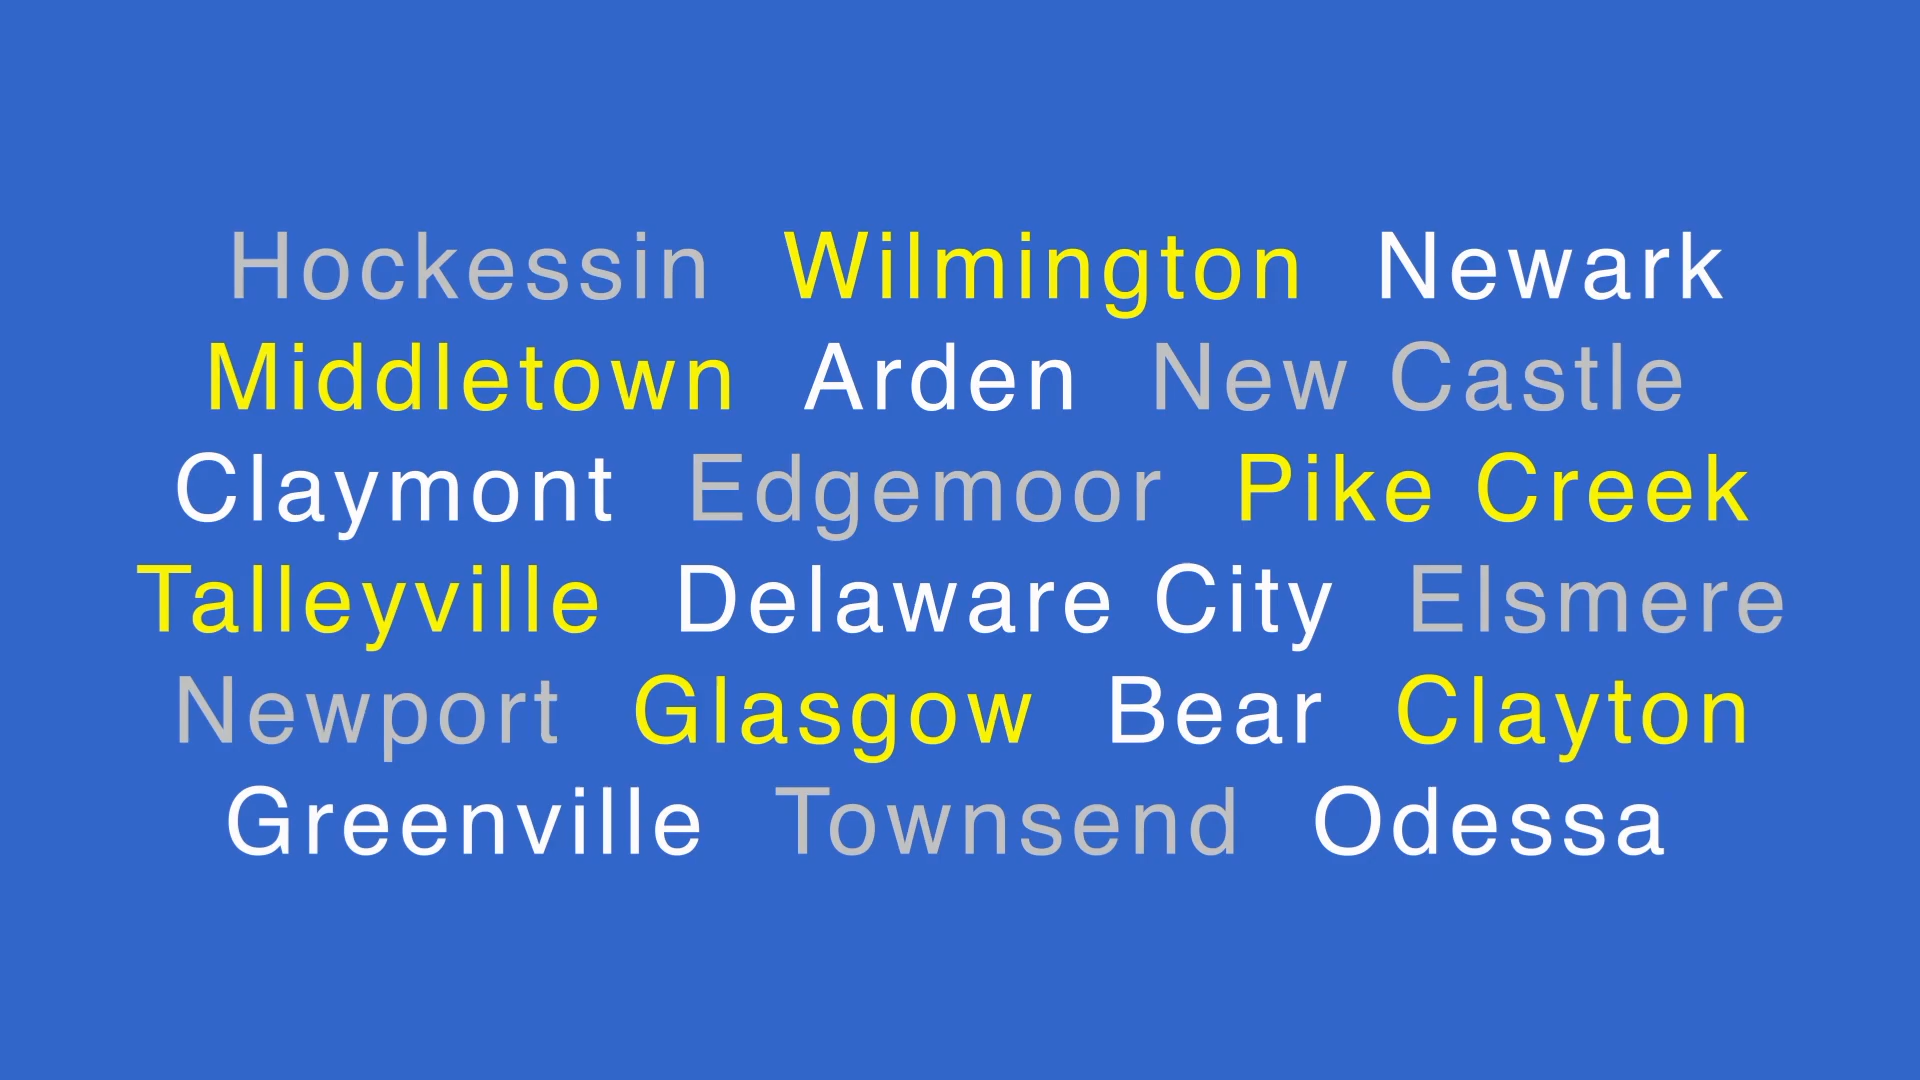 Hockessin Wilmington Newark
Middletown Arden New Castle
Claymont Edgemoor Pike Creek
Talleyville Delaware City Elsmere
Newport Glasgow Bear Clayton
Greenville Townsend Odessa